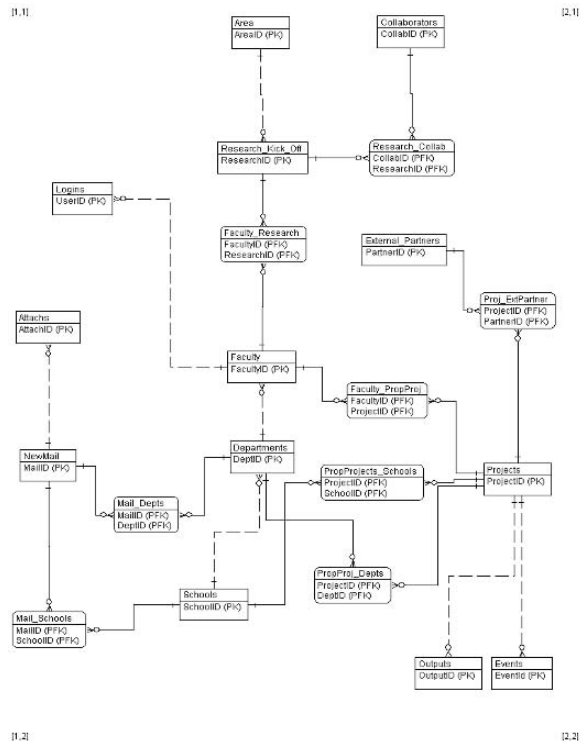 [1,1]
[2,1]
Area
AreaID (PK)
Collaborators
CollabID (PK)
Research_Kick_Off
ResearchID (PK)
Research_Collab
CollabID (PFK)
ResearchID (PFK)
Logins
UserID (PK)
Faculty_Research
FacultyID (PFK)
ResearchID (PFK)
External_Partners
PartnerID (PK)
Proj_ExtPartner
ProjectID (PFK)
PartnerID (PFK)
Attachs
AttachID (PK)
Faculty
FacultyID (PK)
Faculty_PropProj
FacultyID (PFK)
ProjectID (PFK)
NewMail
MailID (PK)
Departments
DeptID (PK)
PropProjects_Schools
ProjectID (PFK)
SchoolID (PFK)
Projects
ProjectID (PK)
Mail_Depts
MailID (PFK)
DeptID (PFK)
PropProj_Depts
ProjectID (PFK)
DeptID (PFK)
Schools
SchoolID (PK)
Mail_Schools
MailID (PFK)
SchoolID (PFK)
Outputs
OutputID (PK)
Events
EventId (PK)
[1,2]
[2,2]